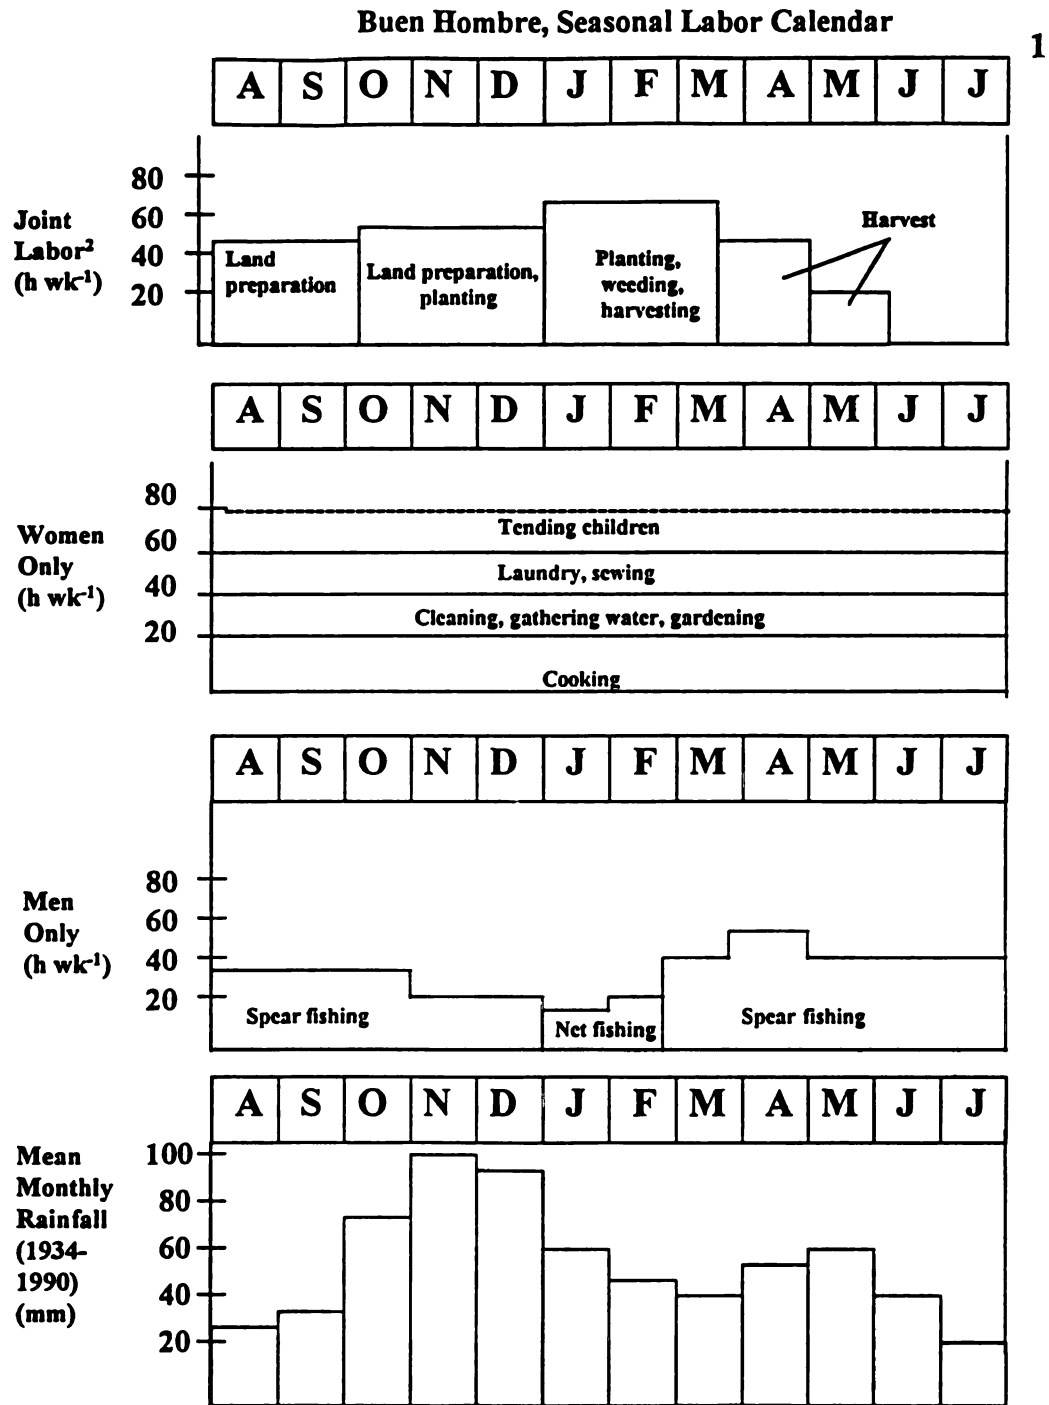 Buen Hombre, Seasonal Labor Calendar
1
A S O N D J F M A M J J
80
60
40
20
Joint
Labor²
(h wk⁻¹)
Land
preparation
Land preparation,
planting
Planting,
weeding,
harvesting
Harvest
A S O N D J F M A M J J
80
60
40
20
Women
Only
(h wk⁻¹)
Tending children
Laundry, sewing
Cleaning, gathering water, gardening
Cooking
A S O N D J F M A M J J
80
60
40
20
Men
Only
(h wk⁻¹)
Spear fishing
Net fishing
Spear fishing
A S O N D J F M A M J J
Mean
Monthly
Rainfall
(1934-
1990)
(mm)
100
80
60
40
20